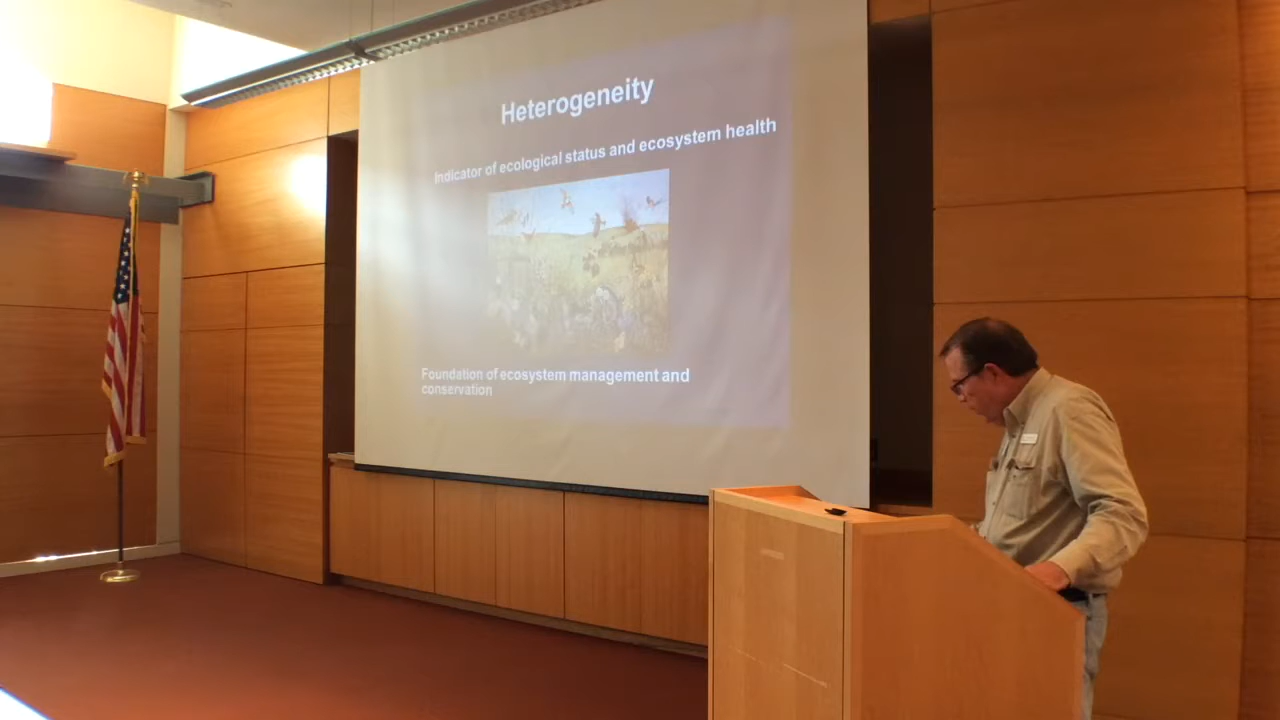 Heterogeneity
Indicator of ecological status and ecosystem health
Foundation of ecosystem management and
conservation